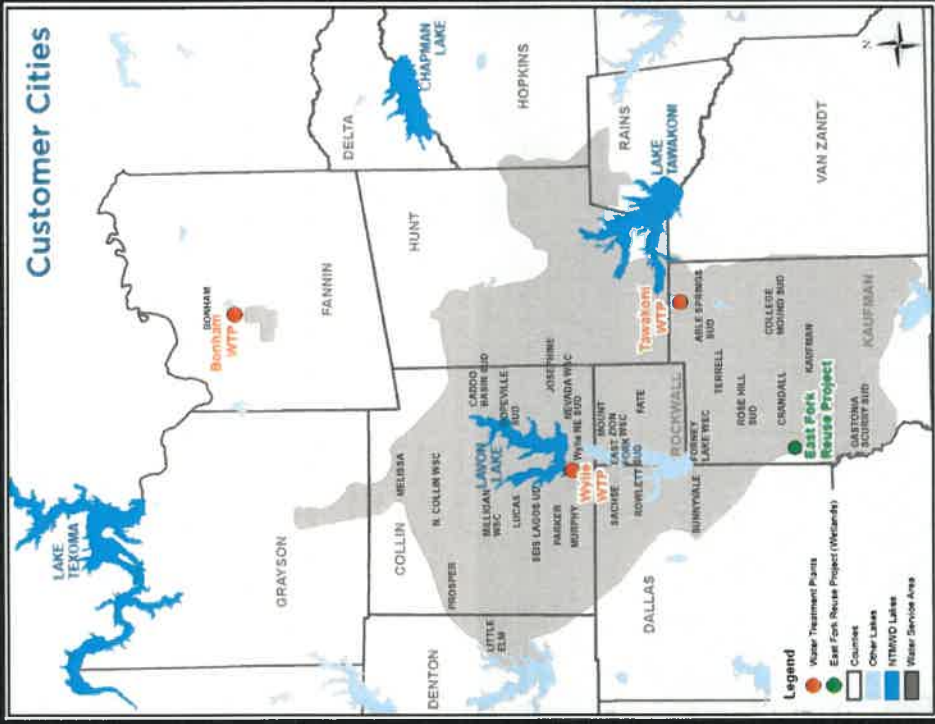 Customer Cities
LAKE
TEXOMA
GRAYSON
BONHAM
Bonham
WTP
FANNIN
DELTA
CHAPMAN
LAKE
HOPKINS
HUNT
COLLIN
MELISSA
N. COLLIN WSC
PROSPER
LITTLE
ELM
DENTON
MILLIGAN
WSC
LAVON
LAKE
CADDO
BASIN SUD
SUD
LUCAS
SEIS LAGOS UD
PARKER
MURPHY
JOSEPHINE
NEVADA WSC
Wylie NE SUD
Wylie
WTP
SACHSE
ROWLETT
MOUNT
ZION
WSC
EAST
FORK
SUD
FATE
ROCKWALL
FORNEY
LAKE WSC
SUNNYVALE
DALLAS
RAINS
LAKE
TAWAKONI
Tawakoni
WTP
ABLE SPRINGS
SUD
VAN ZANDT
TERRELL
COLLEGE
MOUND SUD
ROSE HILL
SUD
CRANDALL
KAUFMAN
KAUFMAN
East Fork
Reuse Project
GASTONIA
SCURRY SUD
N
Legend
Water Treatment Plants
East Fork Reuse Project (Wetlands)
Counties
Other Lakes
NTMWD Lakes
Water Service Area